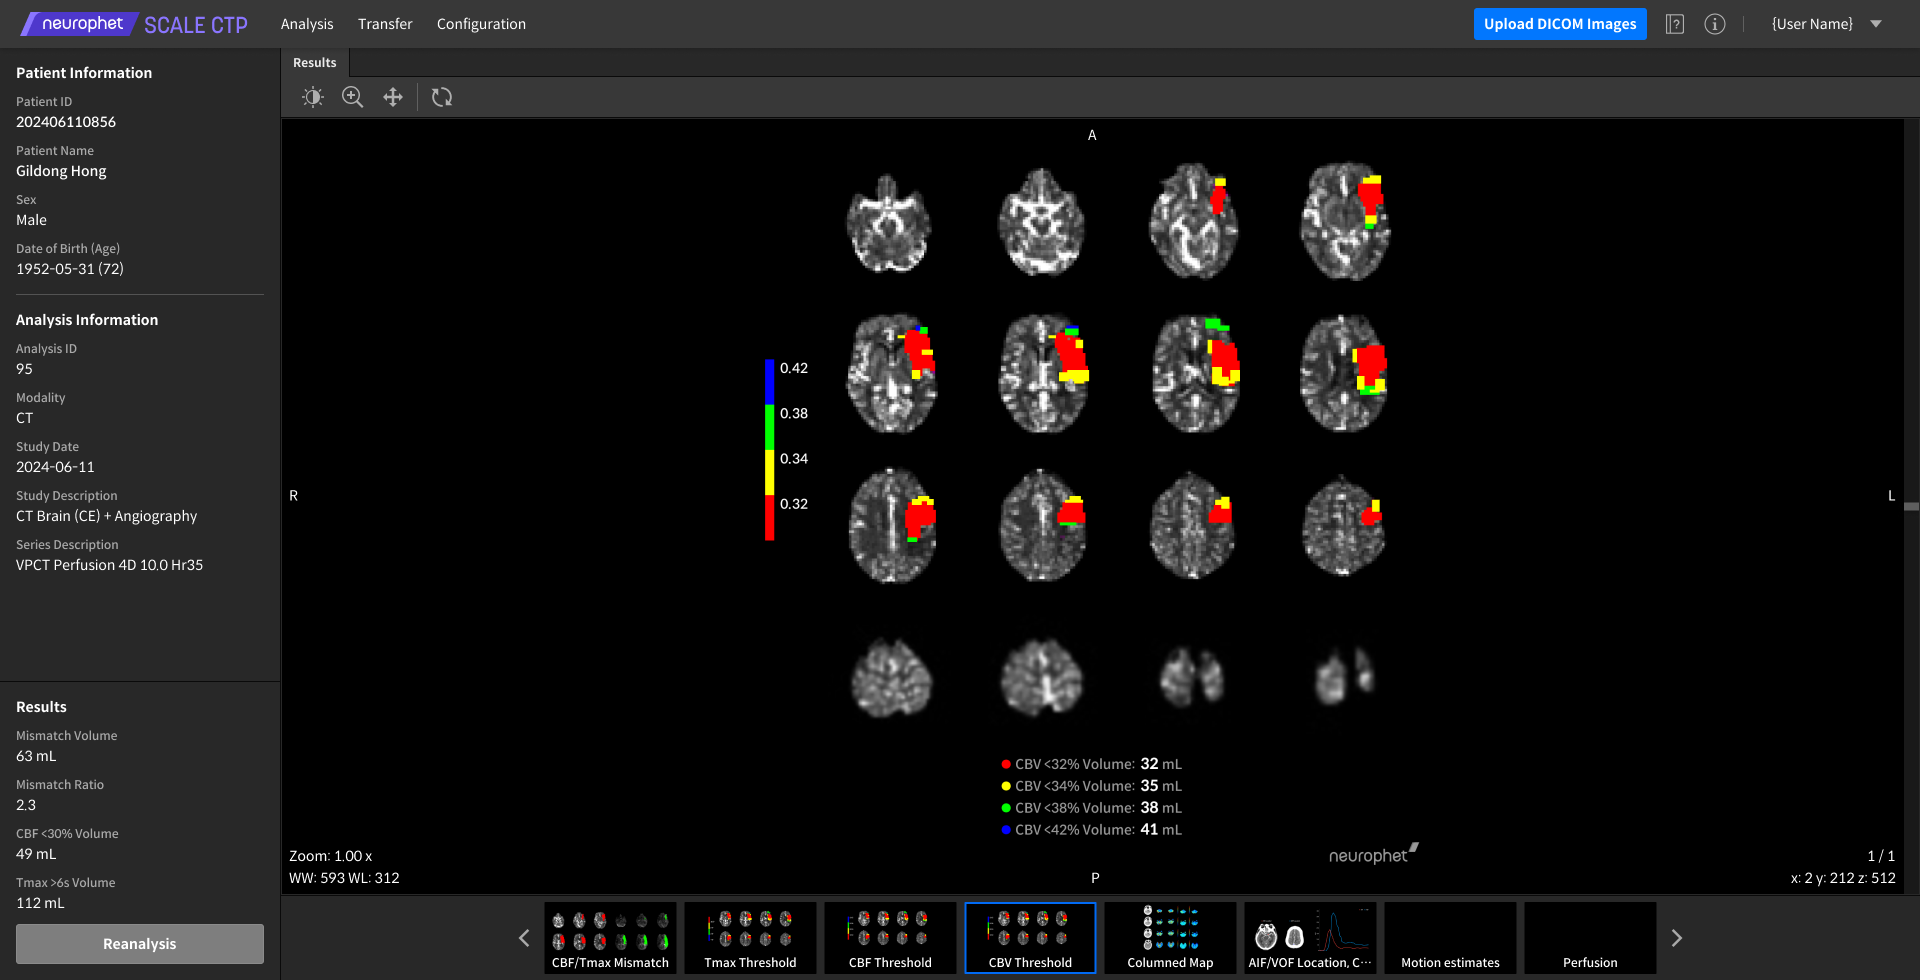 neurophet SCALE CTP
Analysis
Transfer
Configuration
Upload DICOM Images
{User Name}
Patient Information
Patient ID
202406110856
Patient Name
Gildong Hong
Sex
Male
Date of Birth (Age)
1952-05-31 (72)
Analysis Information
Analysis ID
95
Modality
CT
Study Date
2024-06-11
Study Description
CT Brain (CE) + Angiography
Series Description
VPCT Perfusion 4D 10.0 Hr35
Results
Mismatch Volume
63 mL
Mismatch Ratio
2.3
CBF <30% Volume
49 mL
Tmax >6s Volume
112 mL
Reanalysis
Results
A
R
L
0.42
0.38
0.34
0.32
CBV <32% Volume: 32 mL
CBV <34% Volume: 35 mL
CBV <38% Volume: 38 mL
CBV <42% Volume: 41 mL
neurophet
Zoom: 1.00 x
WW: 593 WL: 312
P
1 / 1
x: 2 y: 212 z: 512
CBF/Tmax Mismatch
Tmax Threshold
CBF Threshold
CBV Threshold
Columned Map
AIF/VOF Location, C···
Motion estimates
Perfusion